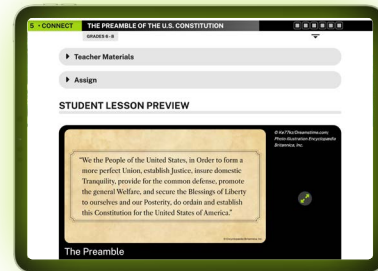 5 • CONNECT THE PREAMBLE OF THE U.S. CONSTITUTION
GRADES 6 - 8
Teacher Materials
Assign
STUDENT LESSON PREVIEW
"We the People of the United States, in Order to form a
more perfect Union, establish Justice, insure domestic
Tranquility, provide for the common defense, promote
the general Welfare, and secure the Blessings of Liberty
to ourselves and our Posterity, do ordain and establish
this Constitution for the United States of America."
© Ke77kz/Dreamstime.com;
Photo illustration Encyclopædia
Britannica, Inc.
© Encyclopædia Britannica, Inc.
The Preamble